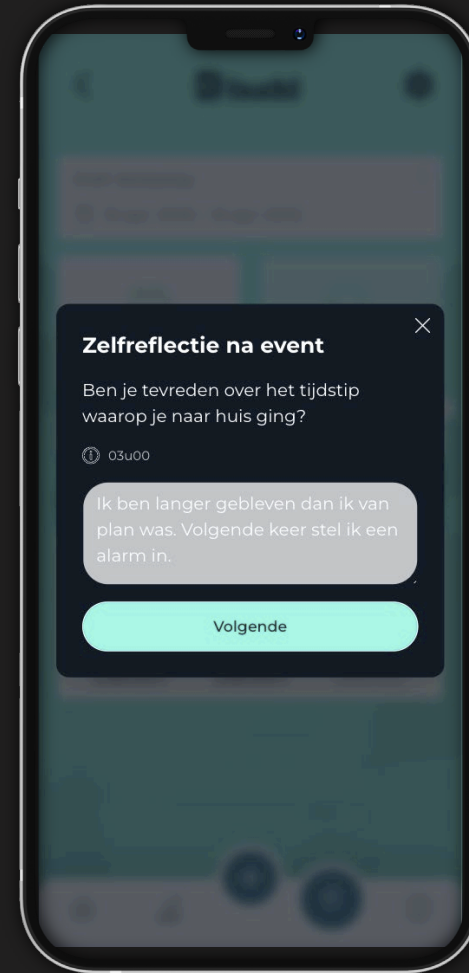 Zelfreflectie na event
Ben je tevreden over het tijdstip
waarop je naar huis ging?
03u00
Ik ben langer gebleven dan ik van
plan was. Volgende keer stel ik een
alarm in.
Volgende